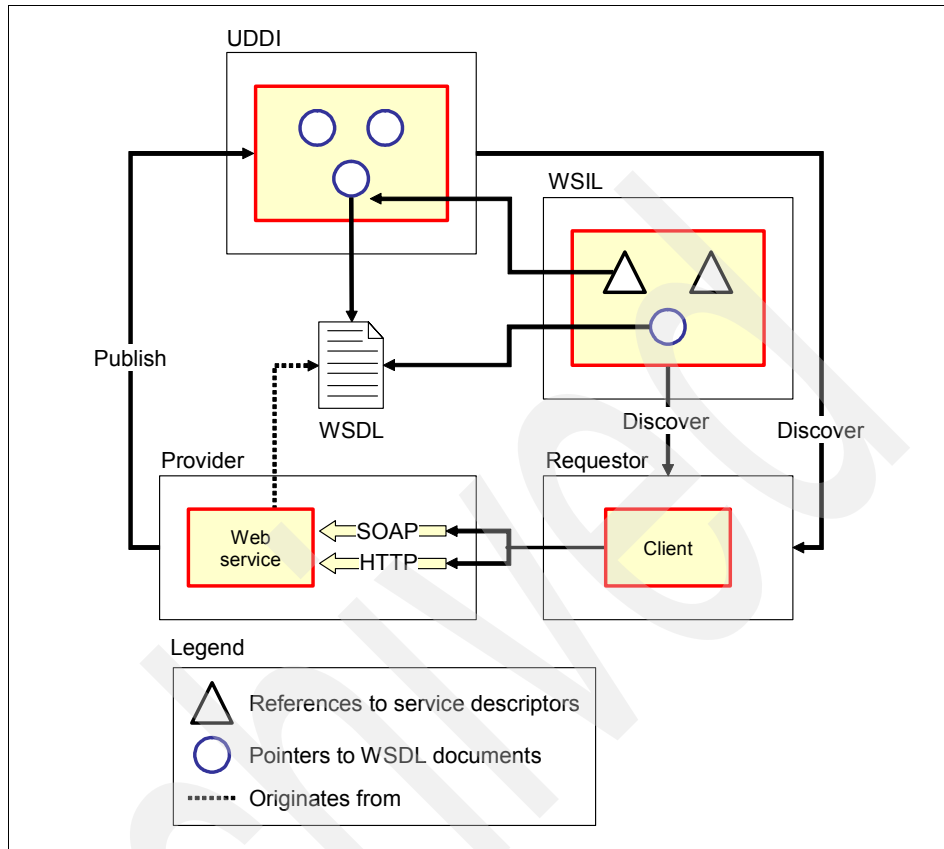 UDDI
WSIL
Publish
WSDL
Discover
Discover
Provider
Requestor
Web
service
SOAP
HTTP
Client
Legend
References to service descriptors
Pointers to WSDL documents
Originates from